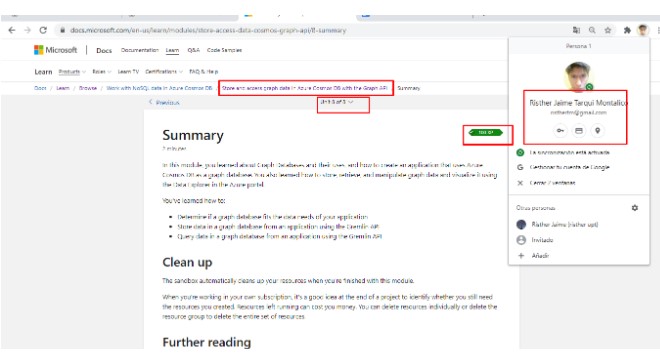 docs.microsoft.com/en-us/learn/modules/store-access-data-cosmos-graph-api/8-summary
Microsoft Docs Documentation Learn Q&A Code Samples
Learn Products Roles Learn TV Certifications FAQ & Help
Docs / Learn / Browse / Work with NoSQL data in Azure Cosmos DB / Store and access graph data in Azure Cosmos DB with the Graph API / Summary
Previous
Unit 8 of 8
Summary
100 XP
2 minutes
In this module, you learned about Graph Databases and their uses and how to create an application that uses Azure
Cosmos DB as a graph database. You also learned how to store, retrieve, and manipulate graph data and visualize it using
the Data Explorer in the Azure portal.
You've learned how to:
Determine if a graph database fits the data needs of your application
Store data in a graph database from an application using the Gremlin API
Query data in a graph database from an application using the Gremlin API
Clean up
The sandbox automatically cleans up your resources when you're finished with this module.
When you're working in your own subscription, it's a good idea at the end of a project to identify whether you still need
the resources you created. Resources left running can cost you money. You can delete resources individually or delete the
resource group to delete the entire set of resources.
Further reading
Persona 1
Risther Jaime Tarqui Montalico
@gmail.com
La sincronización está activada
Gestionar tu cuenta de Google
Cerrar 2 ventanas
Otras personas
Risther Jaime
Invitado
Añadir